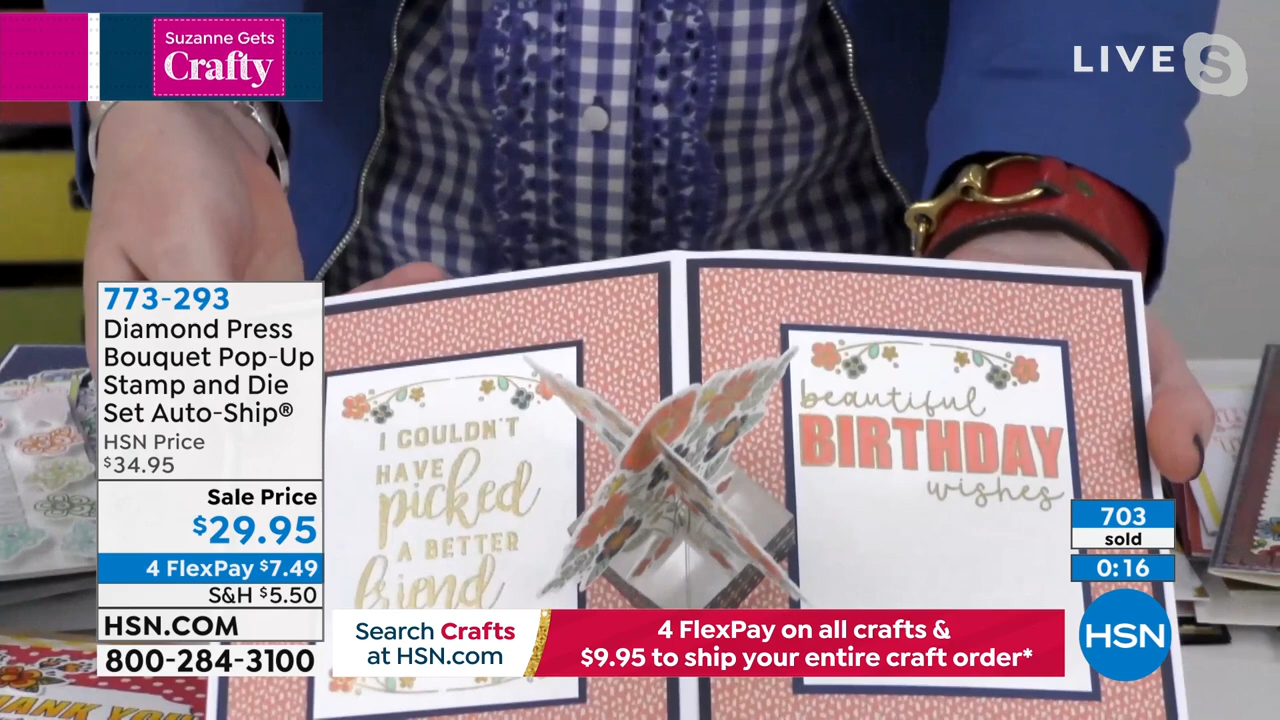 Suzanne Gets
Crafty
LIVE S
773-293
Diamond Press
Bouquet Pop-Up
Stamp and Die
Set Auto-Ship®
HSN Price
$34.95
Sale Price
$29.95
4 FlexPay $7.49
S&H $5.50
HSN.COM
800-284-3100
I COULDN'T
HAVE picked
A BETTER
friend
beautiful
BIRTHDAY
wishes
703
sold
0:16
Search Crafts
at HSN.com
4 FlexPay on all crafts &
$9.95 to ship your entire craft order*
HSN
THANK YOU